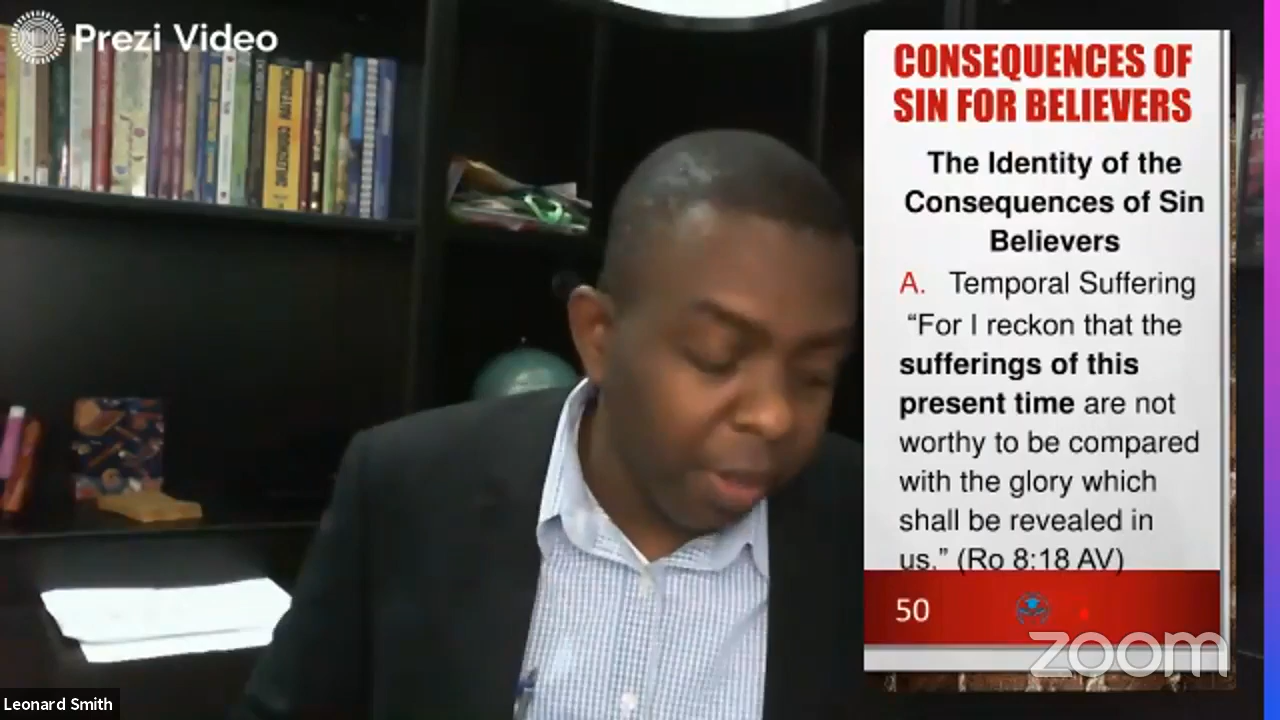 Prezi Video
CONSEQUENCES OF
SIN FOR BELIEVERS
The Identity of the
Consequences of Sin
Believers
A. Temporal Suffering
“For I reckon that the
sufferings of this
present time are not
worthy to be compared
with the glory which
shall be revealed in
us.” (Ro 8:18 AV)
50
zoom
Leonard Smith